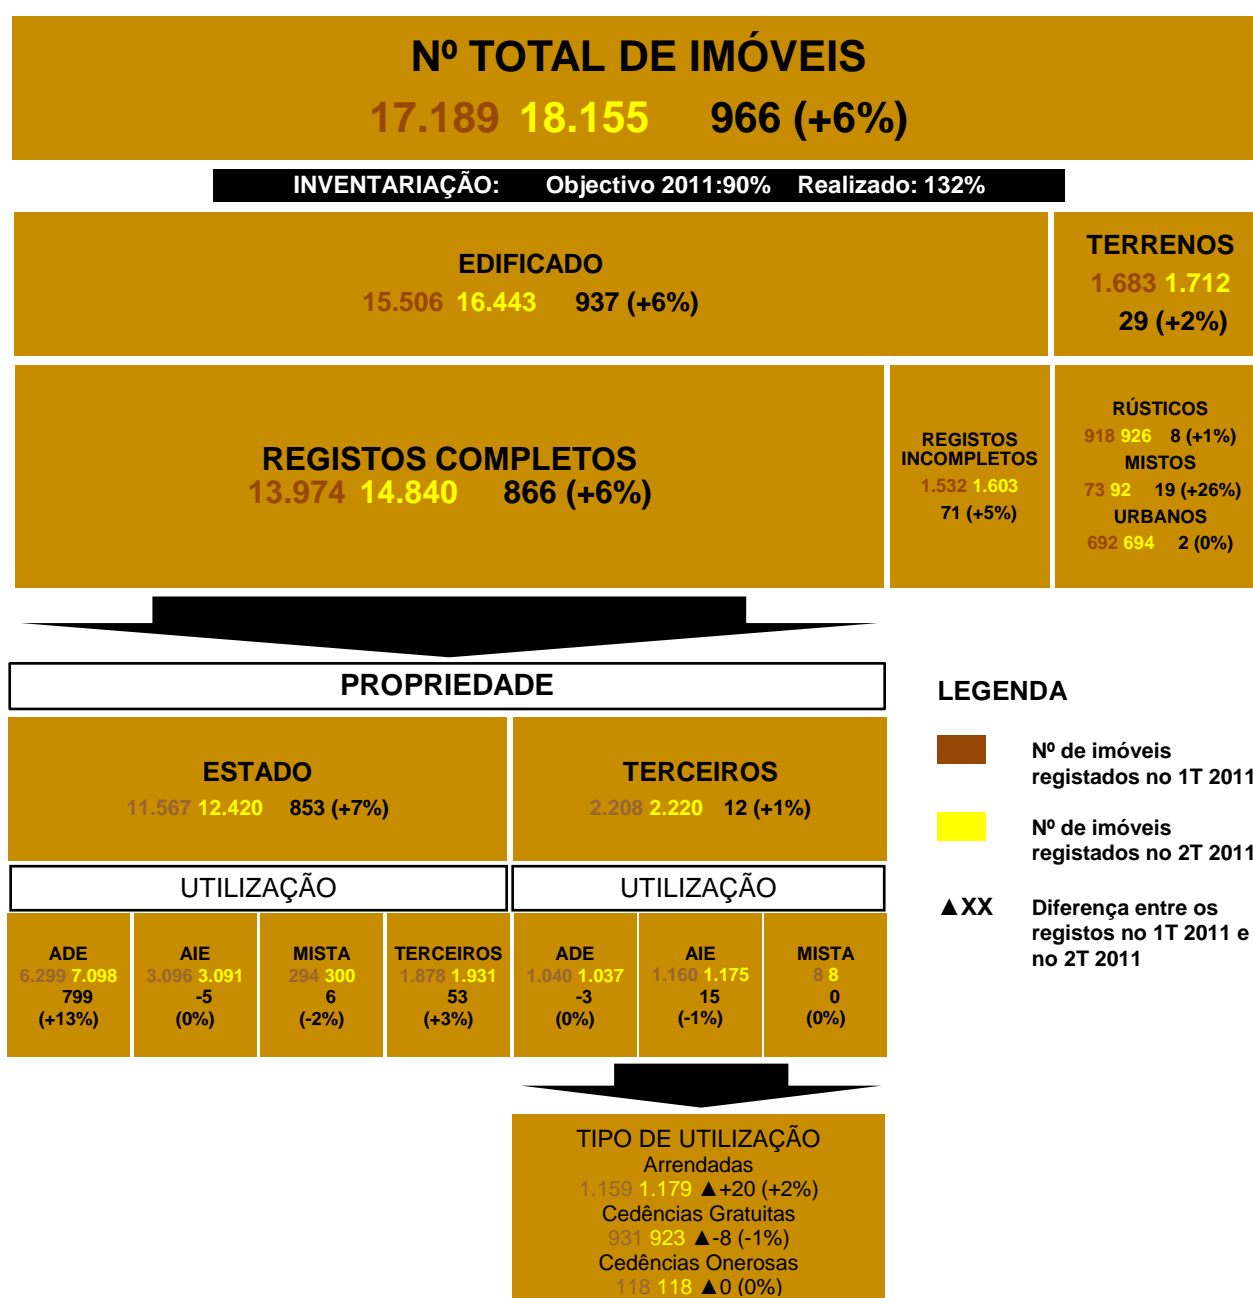 Nº TOTAL DE IMÓVEIS
17.189 18.155 966 (+6%)
INVENTARIAÇÃO: Objectivo 2011:90% Realizado: 132%
EDIFICADO
15.506 16.443 937 (+6%)
TERRENOS
1.683 1.712
29 (+2%)
REGISTOS COMPLETOS
13.974 14.840 866 (+6%)
REGISTOS
INCOMPLETOS
1.532 1.603
71 (+5%)
RÚSTICOS
918 926 8 (+1%)
MISTOS
73 92 19 (+26%)
URBANOS
692 694 2 (0%)
PROPRIEDADE
ESTADO
11.567 12.420 853 (+7%)
TERCEIROS
2.208 2.220 12 (+1%)
UTILIZAÇÃO
UTILIZAÇÃO
ADE
6.299 7.098
799
(+13%)
AIE
3.096 3.091
-5
(0%)
MISTA
294 300
6
(-2%)
TERCEIROS
1.878 1.931
53
(+3%)
ADE
1.040 1.037
-3
(0%)
AIE
1.160 1.175
15
(-1%)
MISTA
8 8
0
(0%)
TIPO DE UTILIZAÇÃO
Arrendadas
1.159 1.179 ▲+20 (+2%)
Cedências Gratuitas
931 923 ▲-8 (-1%)
Cedências Onerosas
118 118 ▲0 (0%)
LEGENDA
Nº de imóveis
registados no 1T 2011
Nº de imóveis
registados no 2T 2011
▲XX Diferença entre os
registos no 1T 2011 e
no 2T 2011